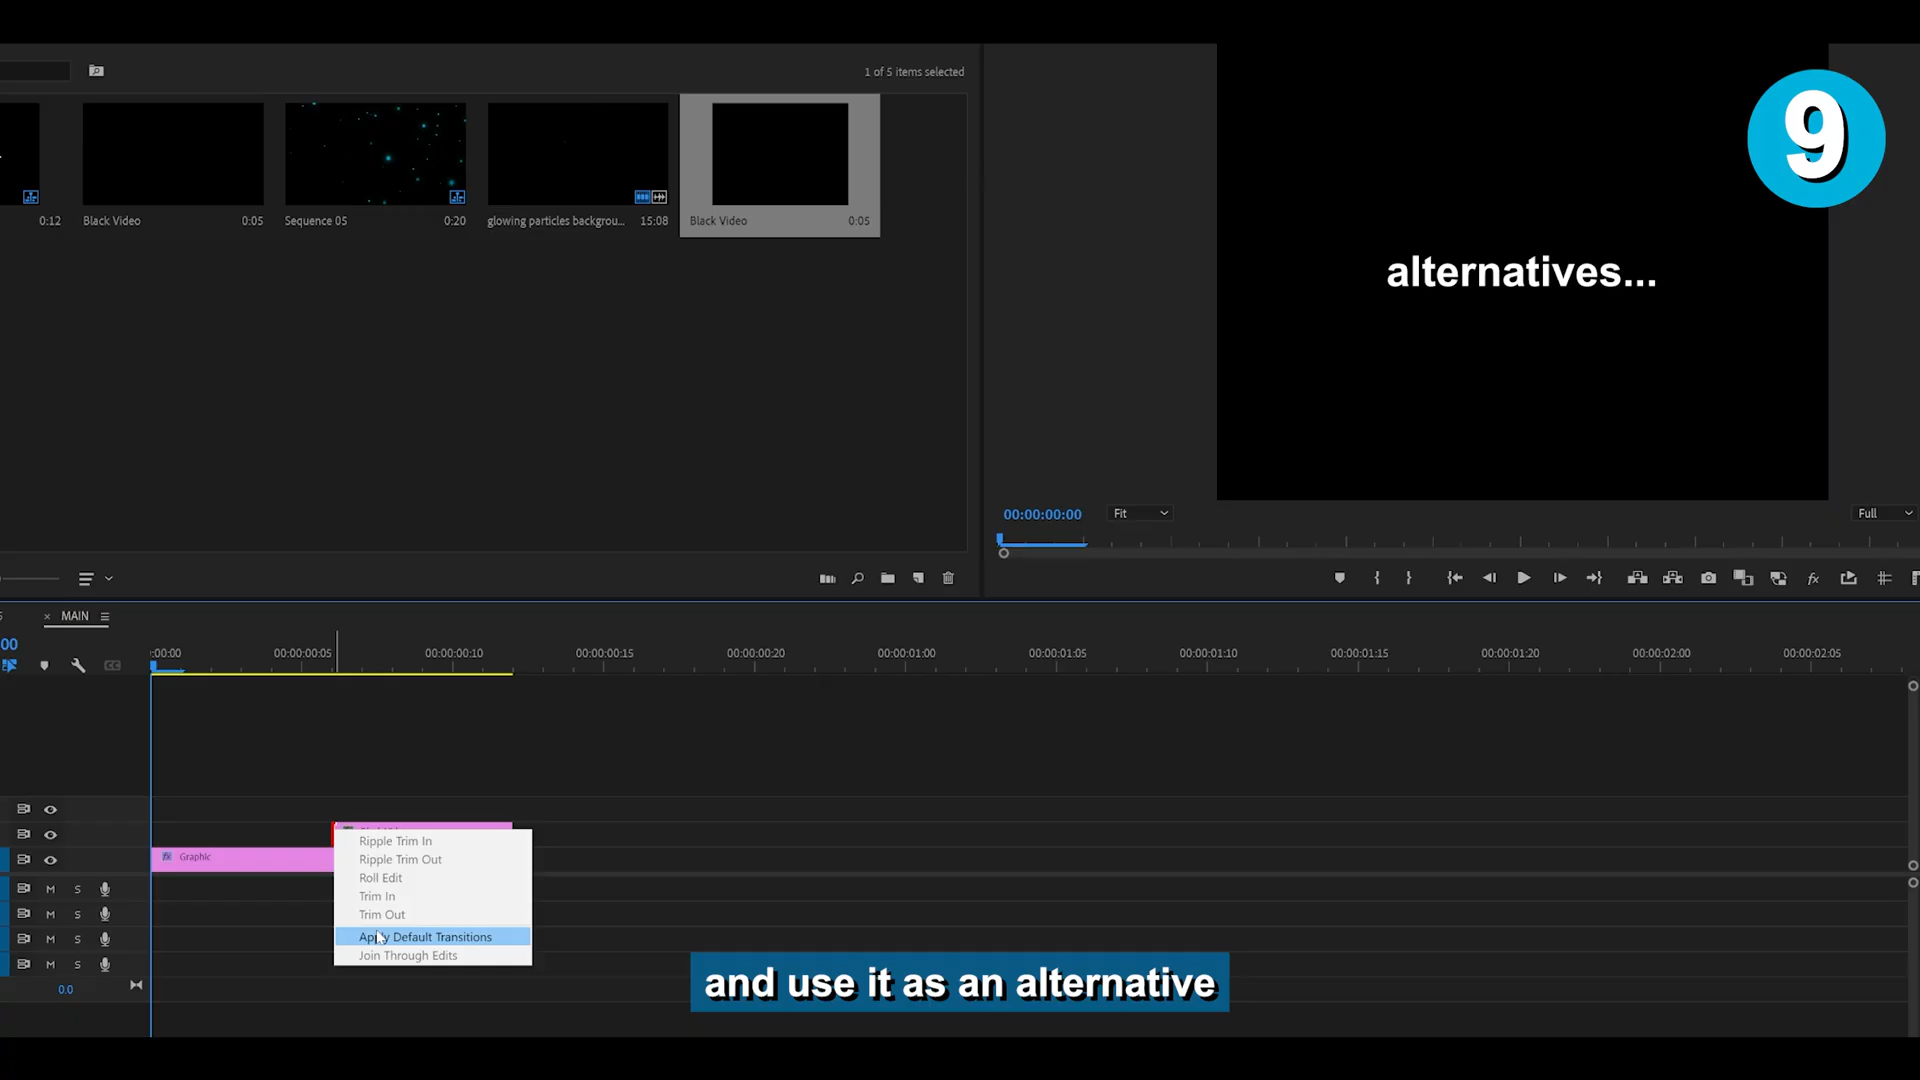 1 of 5 items selected
9
0:12
Black Video 0:05
Sequence 05 0:20
glowing particles backgrou... 15:08
Black Video 0:05
alternatives...
00:00:00:00
Fit
Full
MAIN
00
:00:00
00:00:00:05
00:00:00:10
00:00:00:15
00:00:00:20
00:00:01:00
00:00:01:05
00:00:01:10
00:00:01:15
00:00:01:20
00:00:02:00
00:00:02:05
fx Graphic
Ripple Trim In
Ripple Trim Out
Roll Edit
Trim In
Trim Out
Apply Default Transitions
Join Through Edits
M S
M S
M S
M S
0.0
and use it as an alternative